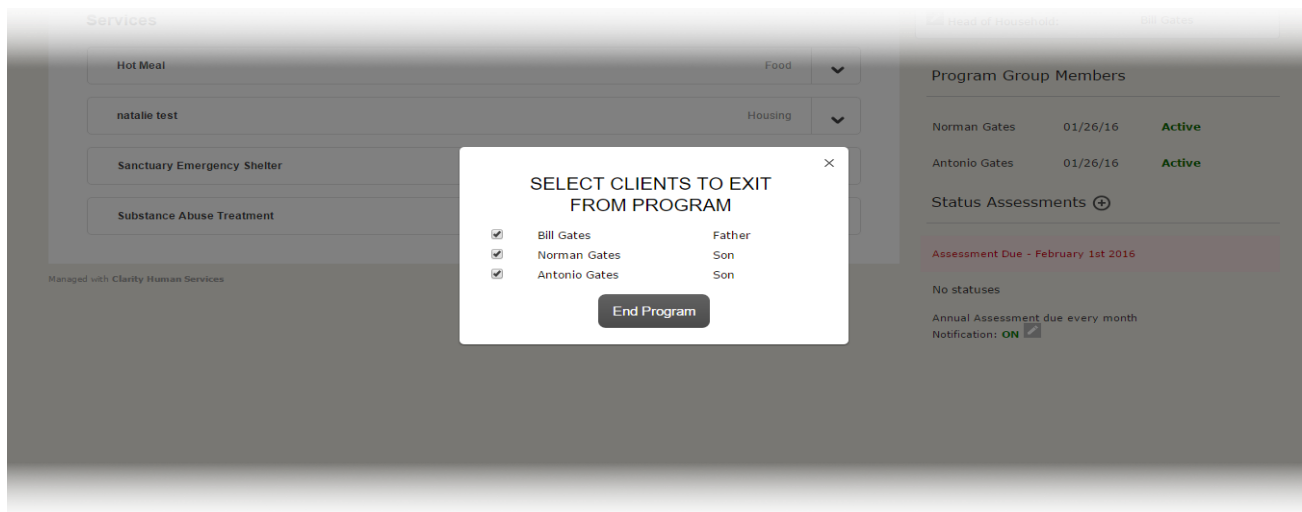 Services
Head of Household: Bill Gates
Hot Meal Food
Program Group Members
natalie test Housing
Norman Gates 01/26/16 Active
Sanctuary Emergency Shelter
Antonio Gates 01/26/16 Active
Substance Abuse Treatment
Status Assessments
Managed with Clarity Human Services
Assessment Due - February 1st 2016
No statuses
Annual Assessment due every month
Notification: ON
SELECT CLIENTS TO EXIT
FROM PROGRAM
Bill Gates Father
Norman Gates Son
Antonio Gates Son
End Program